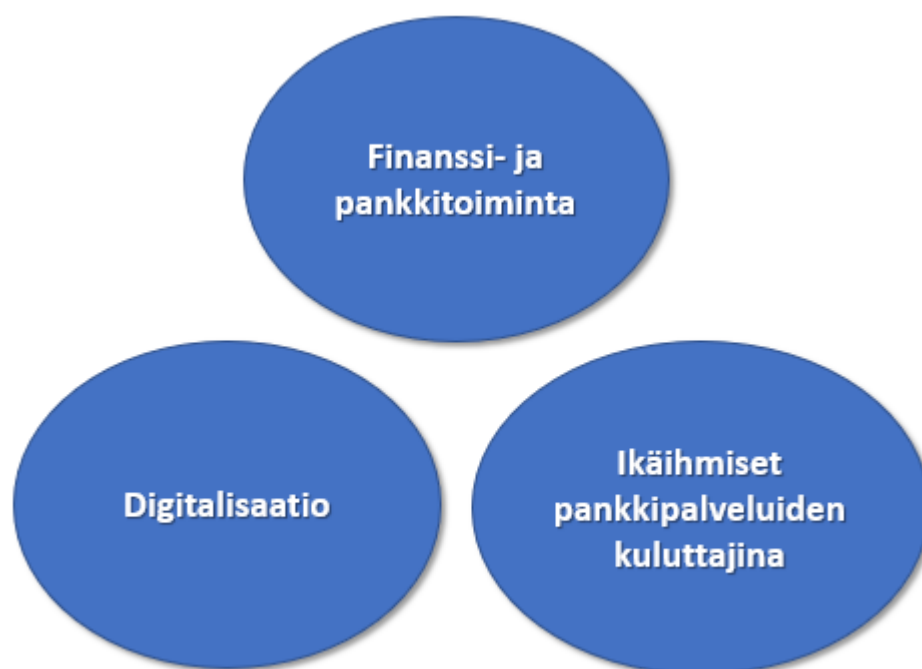 Finanssi- ja
pankkitoiminta
Digitalisaatio
Ikäihmiset
pankkipalveluiden
kuluttajina